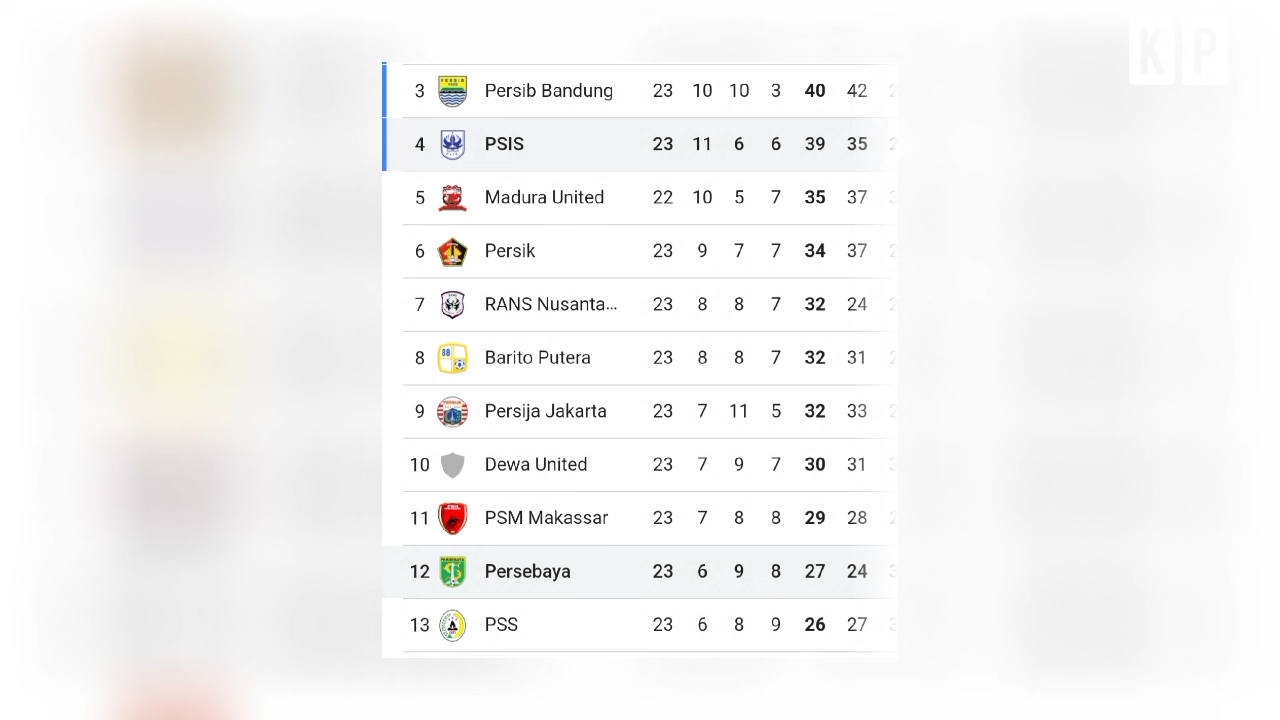 KP
3 Persib Bandung 23 10 10 3 40 42
4 PSIS 23 11 6 6 39 35
5 Madura United 22 10 5 7 35 37
6 Persik 23 9 7 7 34 37
7 RANS Nusanta... 23 8 8 7 32 24
8 Barito Putera 23 8 8 7 32 31
9 Persija Jakarta 23 7 11 5 32 33
10 Dewa United 23 7 9 7 30 31
11 PSM Makassar 23 7 8 8 29 28
12 Persebaya 23 6 9 8 27 24
13 PSS 23 6 8 9 26 27